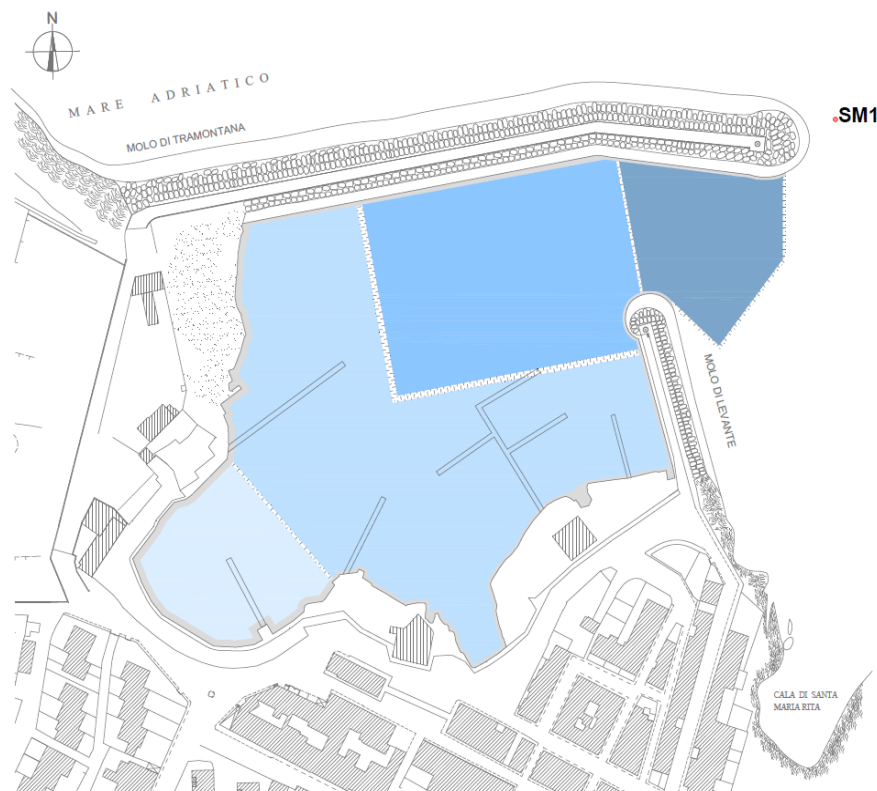 N
MARE ADRIATICO
SM1
MOLO DI TRAMONTANA
MOLO DI LEVANTE
CALA DI SANTA
MARIA RITA